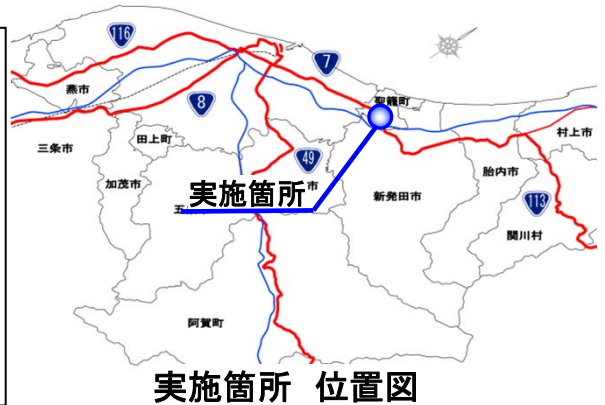 116
7
聖籠町
燕市
8
村上市
三条市
田上町
49
胎内市
加茂市
市
新発田市
113
実施箇所
五
関川村
阿賀町
実施箇所 位置図